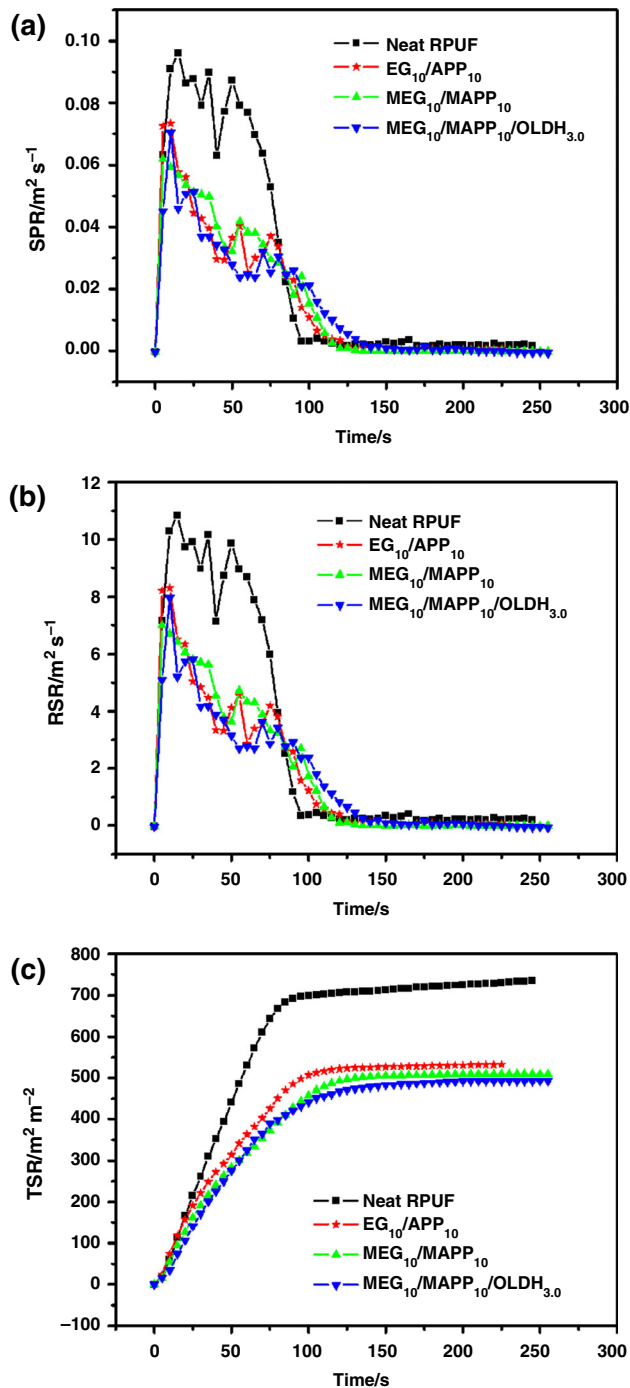 (a)
0.10
0.08
0.06
0.04
0.02
0.00
SPR/m² s⁻¹
Neat RPUF
EG₁₀/APP₁₀
MEG₁₀/MAPP₁₀
MEG₁₀/MAPP₁₀/OLDH₃.₀
0 50 100 150 200 250 300
Time/s
(b)
12
10
8
6
4
2
0
RSR/m² s⁻¹
Neat RPUF
EG₁₀/APP₁₀
MEG₁₀/MAPP₁₀
MEG₁₀/MAPP₁₀/OLDH₃.₀
0 50 100 150 200 250 300
Time/s
(c)
800
700
600
500
400
300
200
100
0
–100
TSR/m² m⁻²
Neat RPUF
EG₁₀/APP₁₀
MEG₁₀/MAPP₁₀
MEG₁₀/MAPP₁₀/OLDH₃.₀
0 50 100 150 200 250 300
Time/s